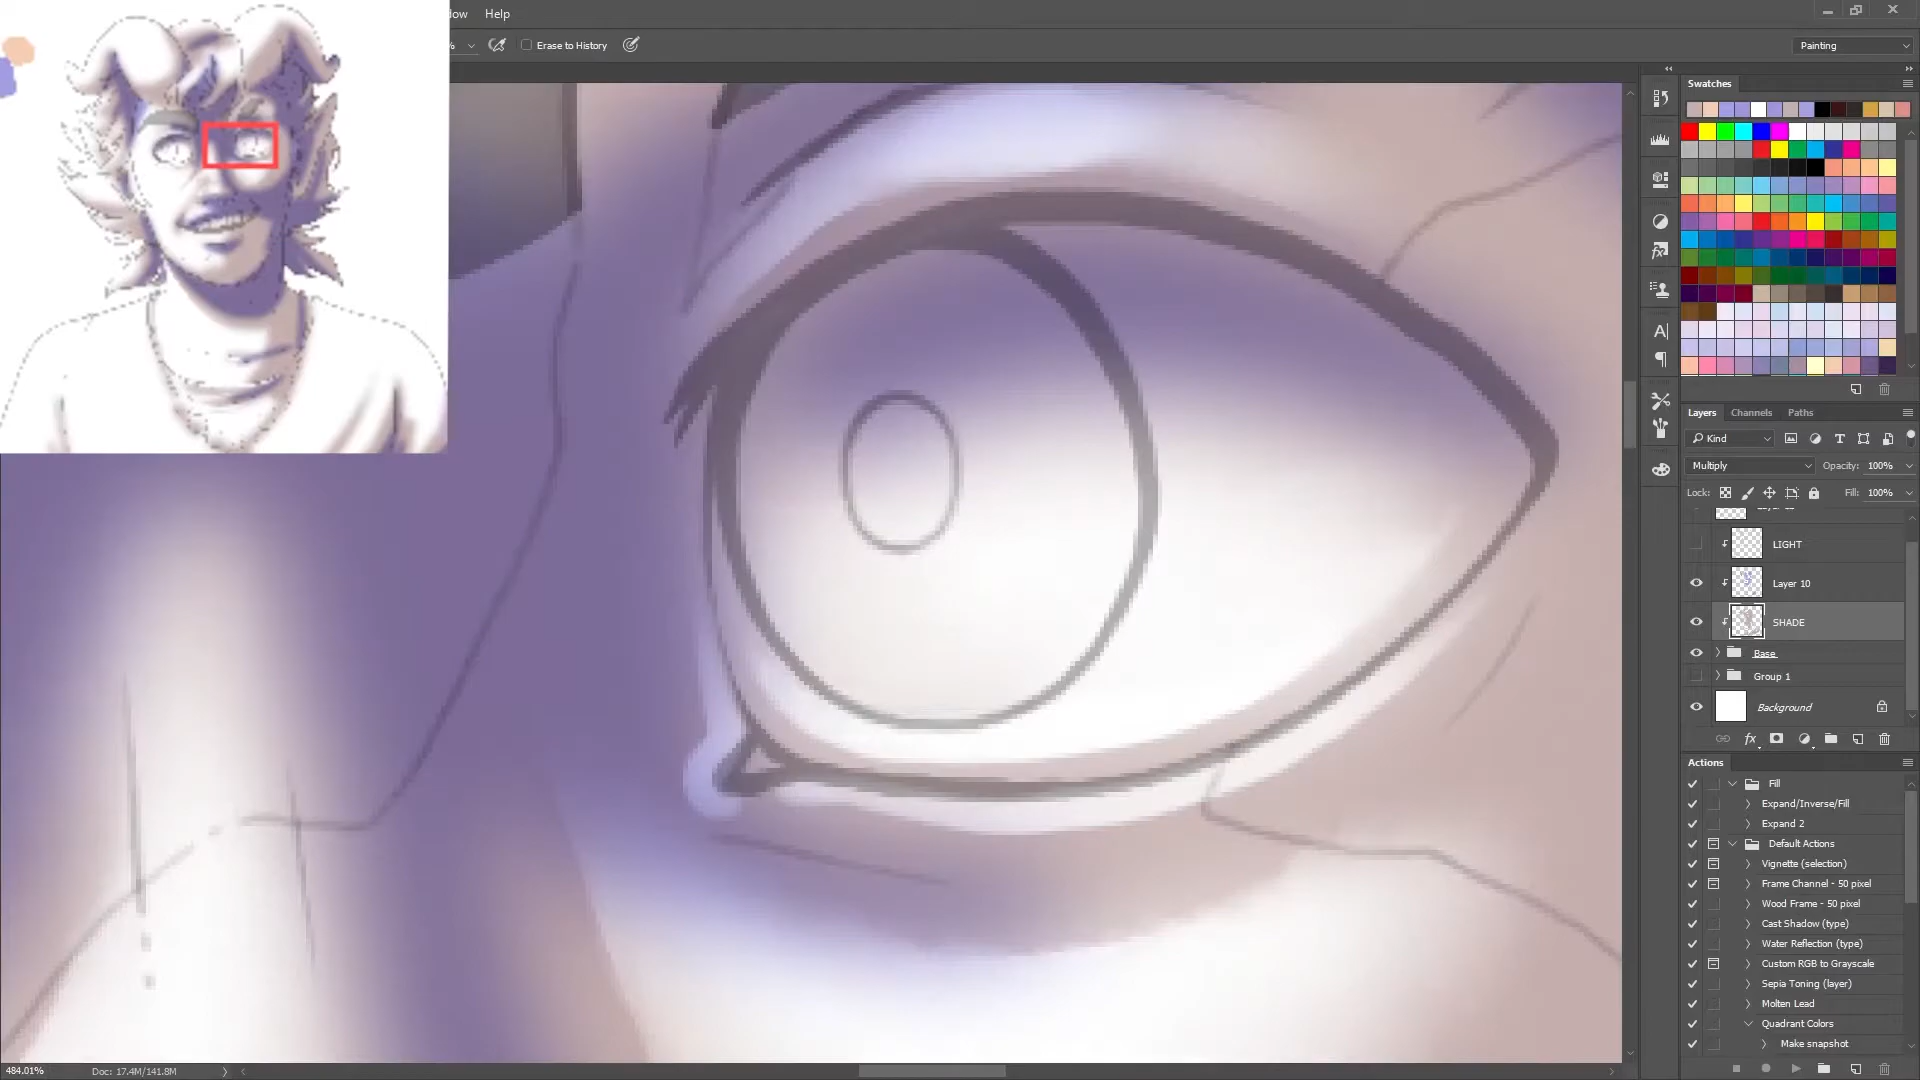 Help
%
Erase to History
Painting
Swatches
Layers
Channels
Paths
Kind
Multiply
Opacity: 100%
Lock:
Fill: 100%
LIGHT
Layer 10
SHADE
Base
Group 1
Background
fx
Actions
Fill
Expand/Inverse/Fill
Expand 2
Default Actions
Vignette (selection)
Frame Channel - 50 pixel
Wood Frame - 50 pixel
Cast Shadow (type)
Water Reflection (type)
Custom RGB to Grayscale
Sepia Toning (layer)
Molten Lead
Quadrant Colors
Make snapshot
484.01%
Doc: 17.4M/141.8M